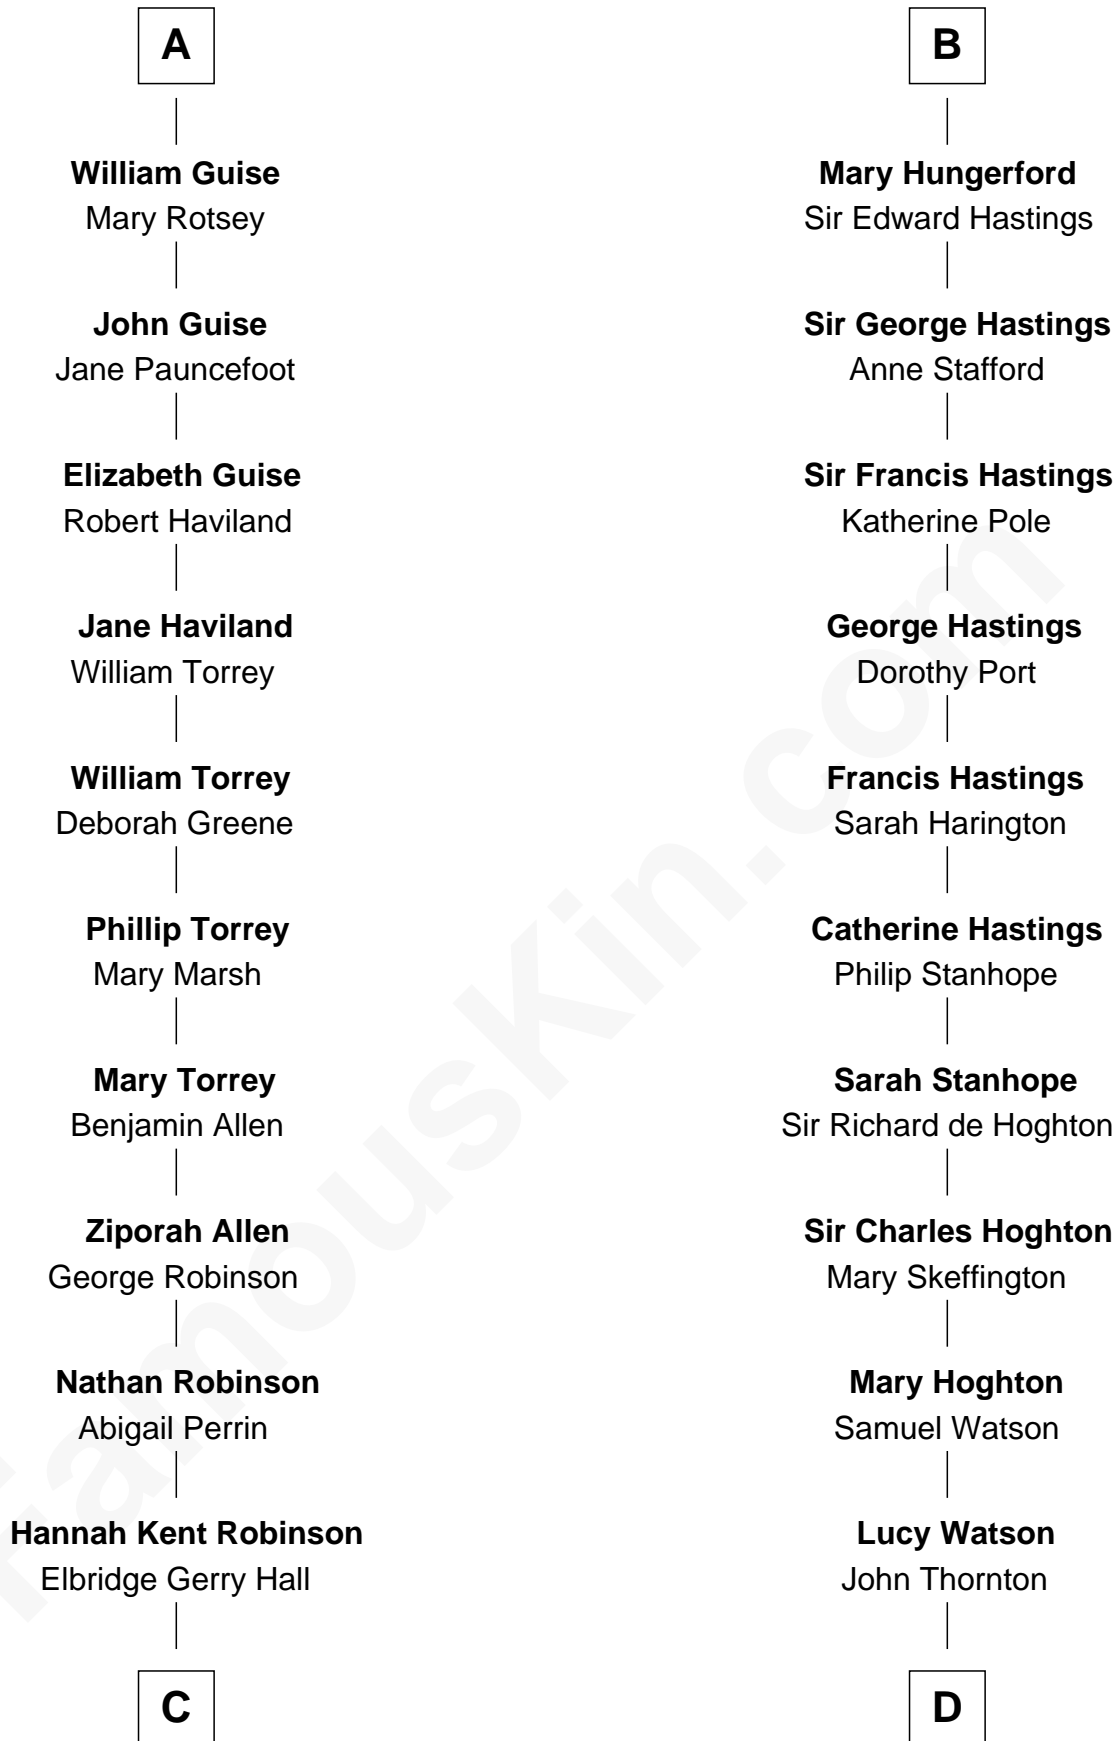 A
William Guise
Mary Rotsey
John Guise
Jane Pauncefoot
Elizabeth Guise
Robert Haviland
Jane Haviland
William Torrey
William Torrey
Deborah Greene
Phillip Torrey
Mary Marsh
Mary Torrey
Benjamin Allen
Ziporah Allen
George Robinson
Nathan Robinson
Abigail Perrin
Hannah Kent Robinson
Elbridge Gerry Hall
C
B
Mary Hungerford
Sir Edward Hastings
Sir George Hastings
Anne Stafford
Sir Francis Hastings
Katherine Pole
George Hastings
Dorothy Port
Francis Hastings
Sarah Harington
Catherine Hastings
Philip Stanhope
Sarah Stanhope
Sir Richard de Hoghton
Sir Charles Hoghton
Mary Skeffington
Mary Hoghton
Samuel Watson
Lucy Watson
John Thornton
D
FamousKin.com